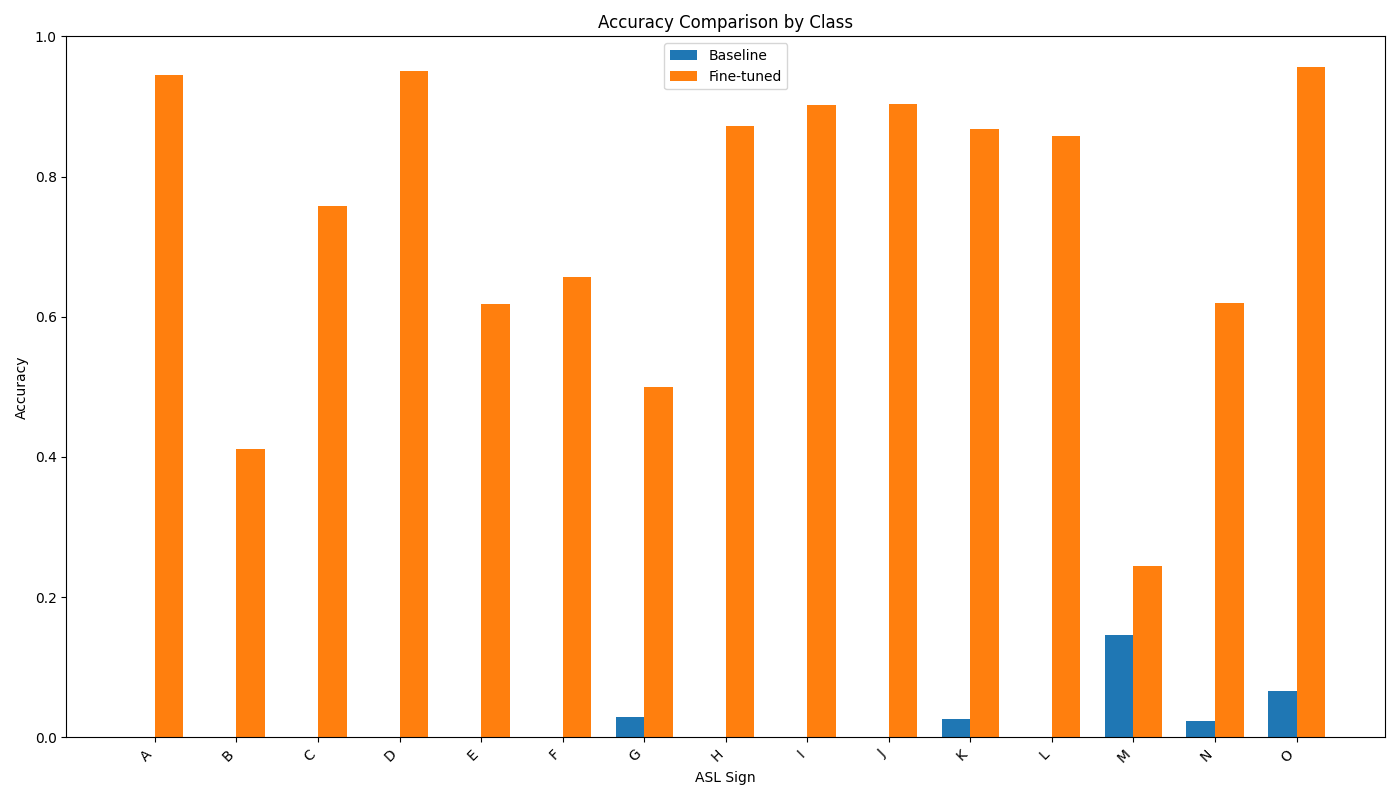 Accuracy Comparison by Class
Baseline
Fine-tuned
1.0
0.8
0.6
0.4
0.2
0.0
Accuracy
A B C D E F G H I J K L M N O
ASL Sign